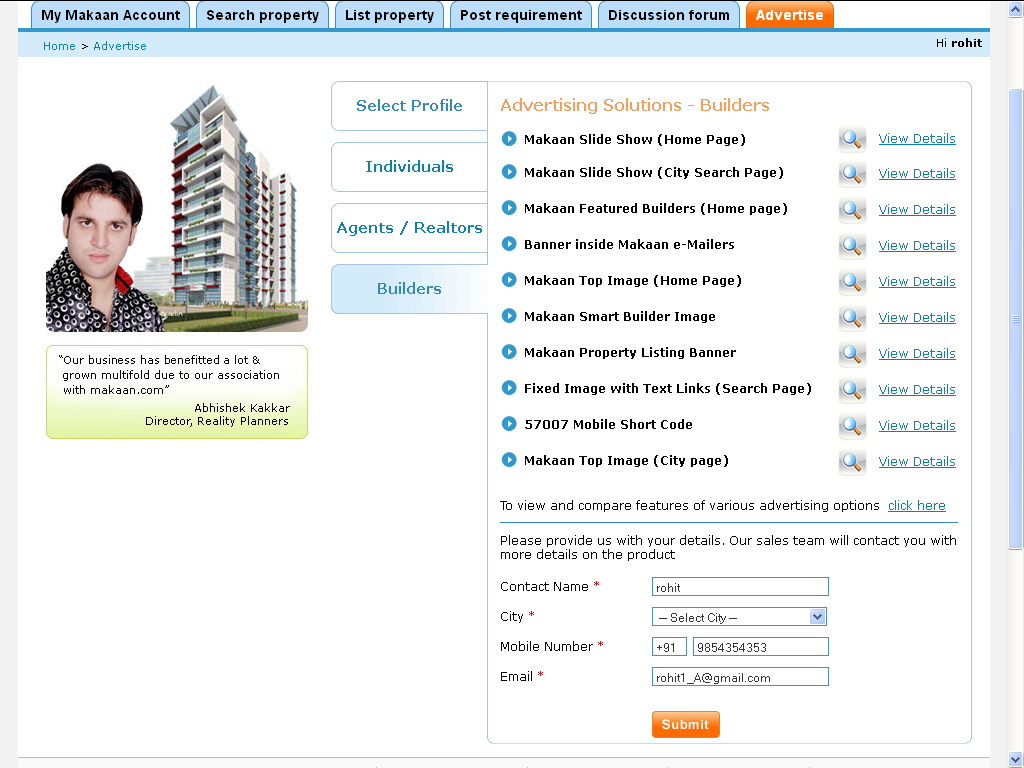 My Makaan Account
Search property
List property
Post requirement
Discussion forum
Advertise
Home > Advertise
Hi rohit
“Our business has benefitted a lot &
grown multifold due to our association
with makaan.com”
Abhishek Kakkar
Director, Reality Planners
Select Profile
Individuals
Agents / Realtors
Builders
Advertising Solutions - Builders
Makaan Slide Show (Home Page) View Details
Makaan Slide Show (City Search Page) View Details
Makaan Featured Builders (Home page) View Details
Banner inside Makaan e-Mailers View Details
Makaan Top Image (Home Page) View Details
Makaan Smart Builder Image View Details
Makaan Property Listing Banner View Details
Fixed Image with Text Links (Search Page) View Details
57007 Mobile Short Code View Details
Makaan Top Image (City page) View Details
To view and compare features of various advertising options click here
Please provide us with your details. Our sales team will contact you with
more details on the product
Contact Name * rohit
City * -- Select City --
Mobile Number * +91 9854354353
Email * rohit1_A@gmail.com
Submit